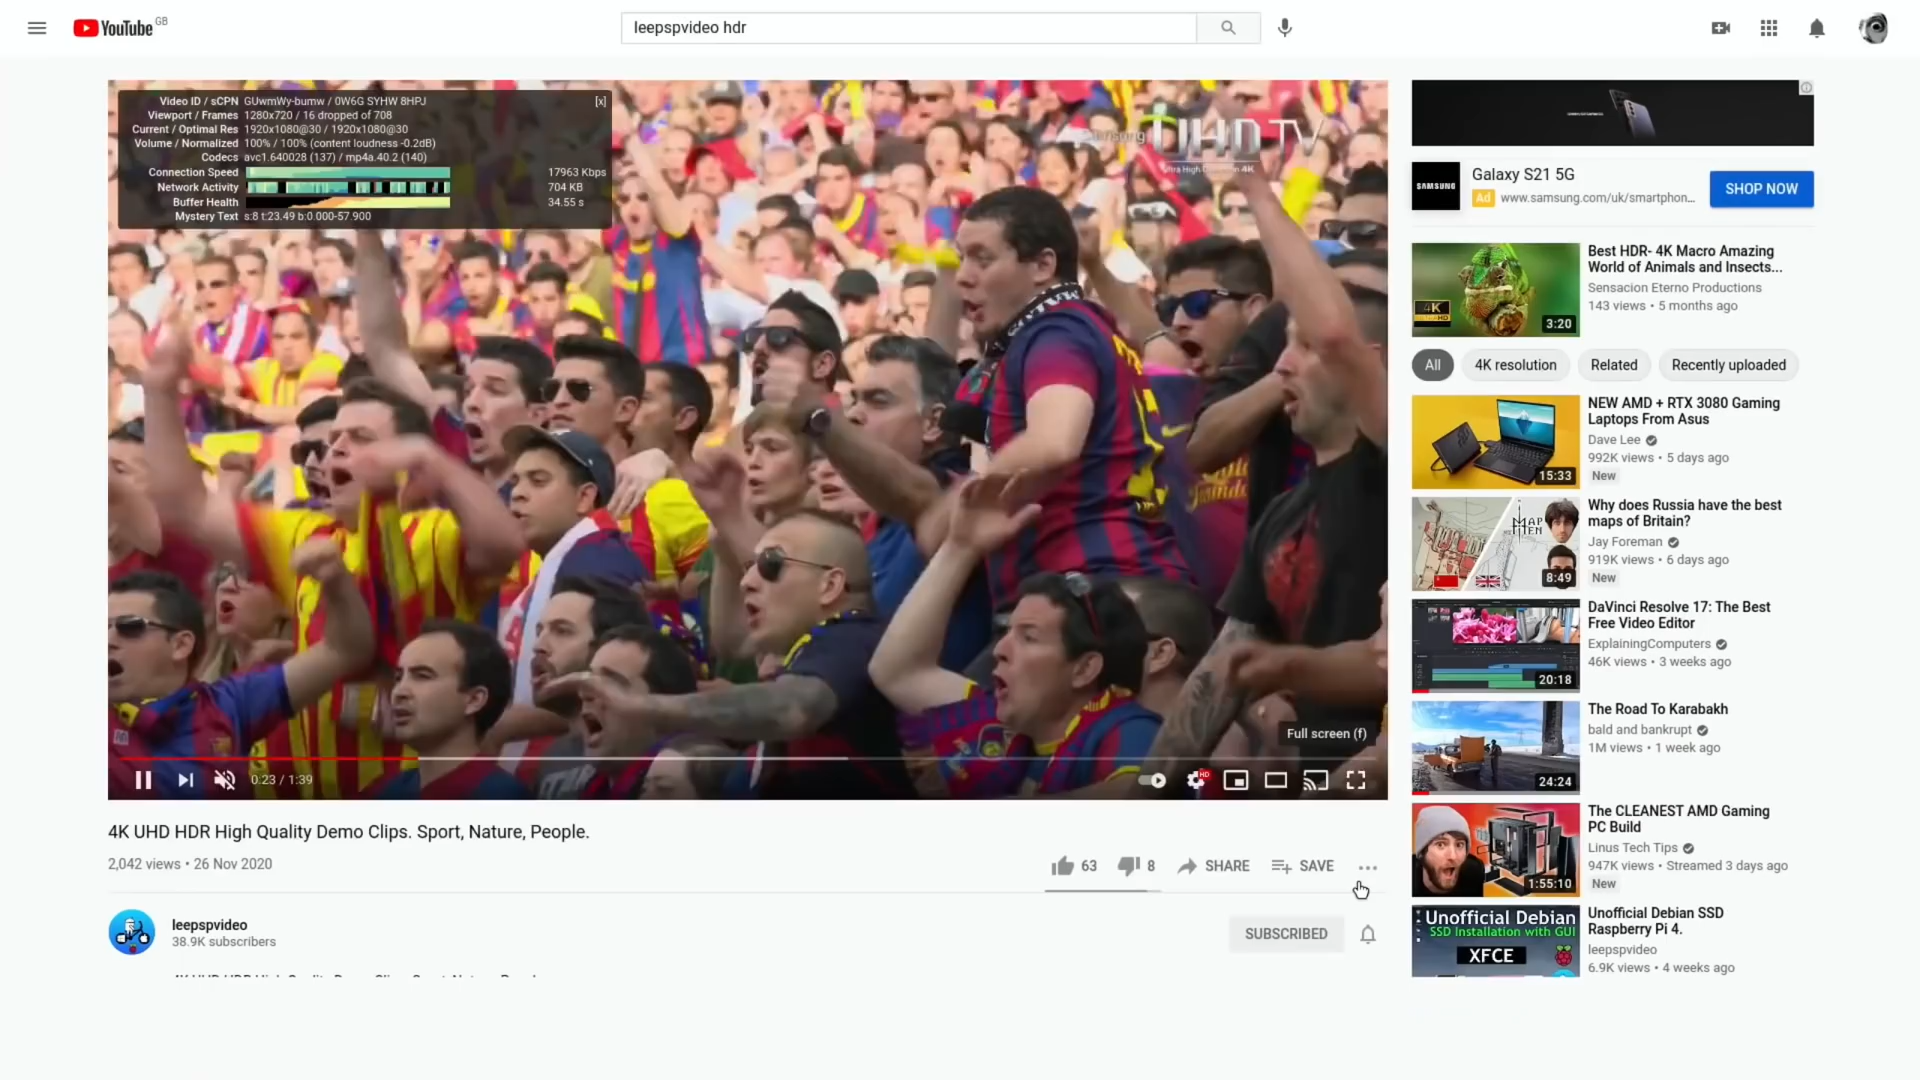 YouTube GB
leepspvideo hdr
Video ID / sCPN GUwmWy-bumw / 0W6G SYHW 8HPJ [x]
Viewport / Frames 1280x720 / 16 dropped of 708
Current / Optimal Res 1920x1080@30 / 1920x1080@30
Volume / Normalized 100% / 100% (content loudness -0.2dB)
Codecs avc1.640028 (137) / mp4a.40.2 (140)
Connection Speed 17963 Kbps
Network Activity 704 KB
Buffer Health 34.55 s
Mystery Text s:8 t:23.49 b:0.000-57.900
Samsung UHD TV
Full screen (f)
0:23 / 1:39
HD
4K UHD HDR High Quality Demo Clips. Sport, Nature, People.
2,042 views • 26 Nov 2020
63 8 SHARE SAVE
leepspvideo
38.9K subscribers
SUBSCRIBED
SAMSUNG
Galaxy S21 5G
Ad www.samsung.com/uk/smartphon...
SHOP NOW
4K
3:20
Best HDR- 4K Macro Amazing
World of Animals and Insects...
Sensacion Eterno Productions
143 views • 5 months ago
All 4K resolution Related Recently uploaded
15:33
NEW AMD + RTX 3080 Gaming
Laptops From Asus
Dave Lee
992K views • 5 days ago
New
MAP
MEN
8:49
Why does Russia have the best
maps of Britain?
Jay Foreman
919K views • 6 days ago
New
20:18
DaVinci Resolve 17: The Best
Free Video Editor
ExplainingComputers
46K views • 3 weeks ago
24:24
The Road To Karabakh
bald and bankrupt
1M views • 1 week ago
1:55:10
The CLEANEST AMD Gaming
PC Build
Linus Tech Tips
947K views • Streamed 3 days ago
New
Unofficial Debian
SSD Installation with GUI
XFCE
Unofficial Debian SSD
Raspberry Pi 4.
leepspvideo
6.9K views • 4 weeks ago